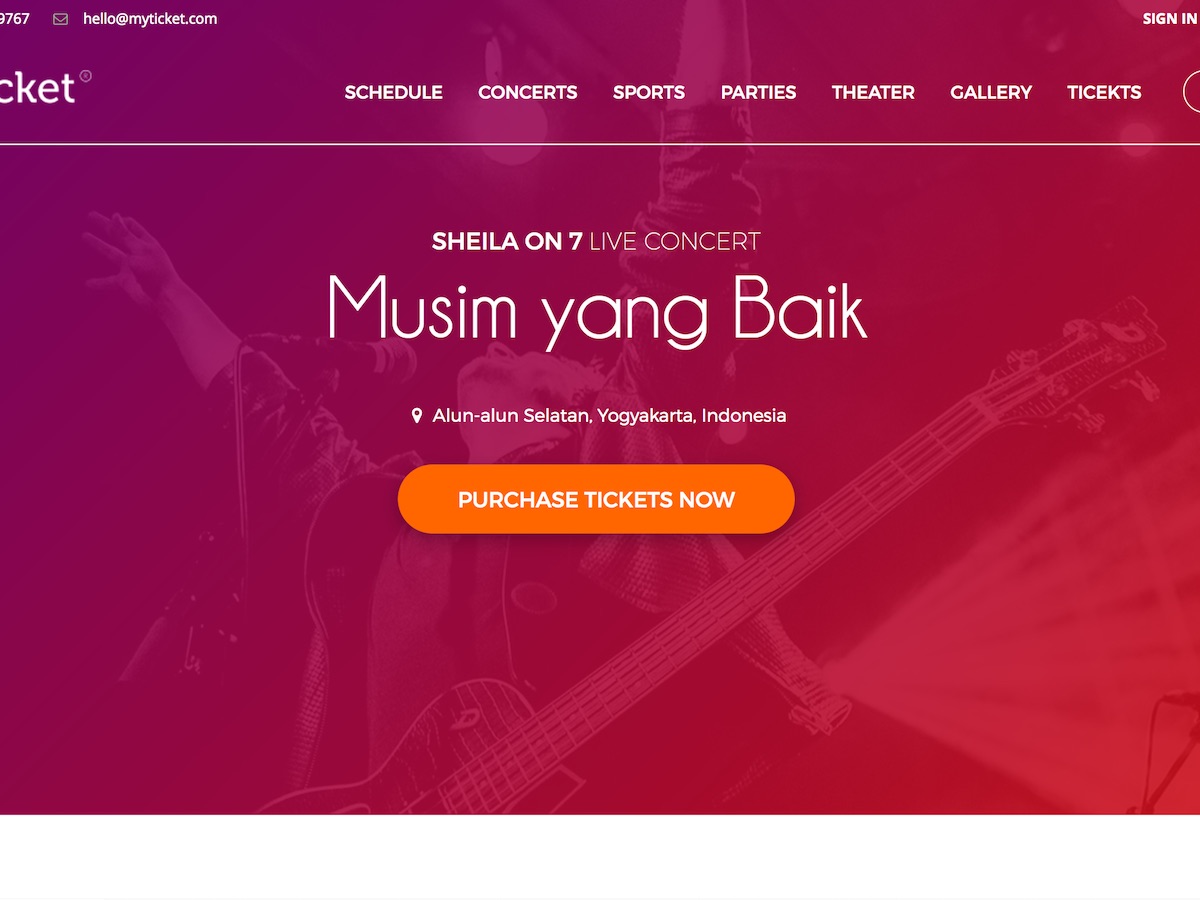 9767 hello@myticket.com SIGN IN
cket®
SCHEDULE CONCERTS SPORTS PARTIES THEATER GALLERY TICEKTS
SHEILA ON 7 LIVE CONCERT
Musim yang Baik
Alun-alun Selatan, Yogyakarta, Indonesia
PURCHASE TICKETS NOW